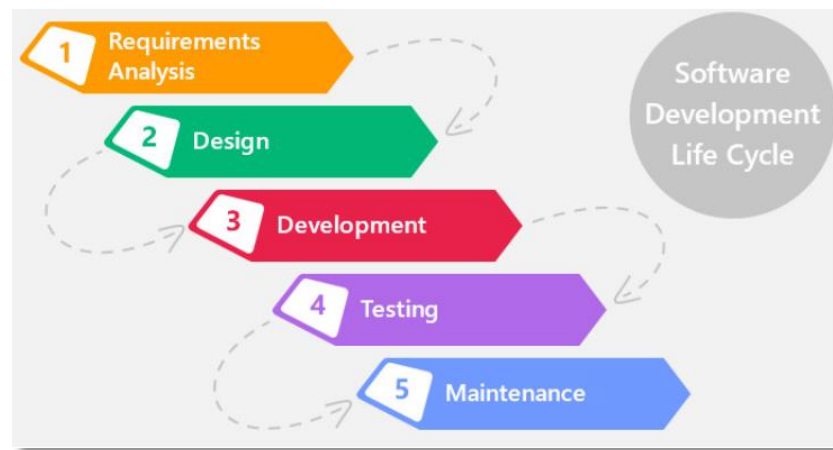 1
Requirements
Analysis
2
Design
3
Development
4
Testing
5
Maintenance
Software
Development
Life Cycle